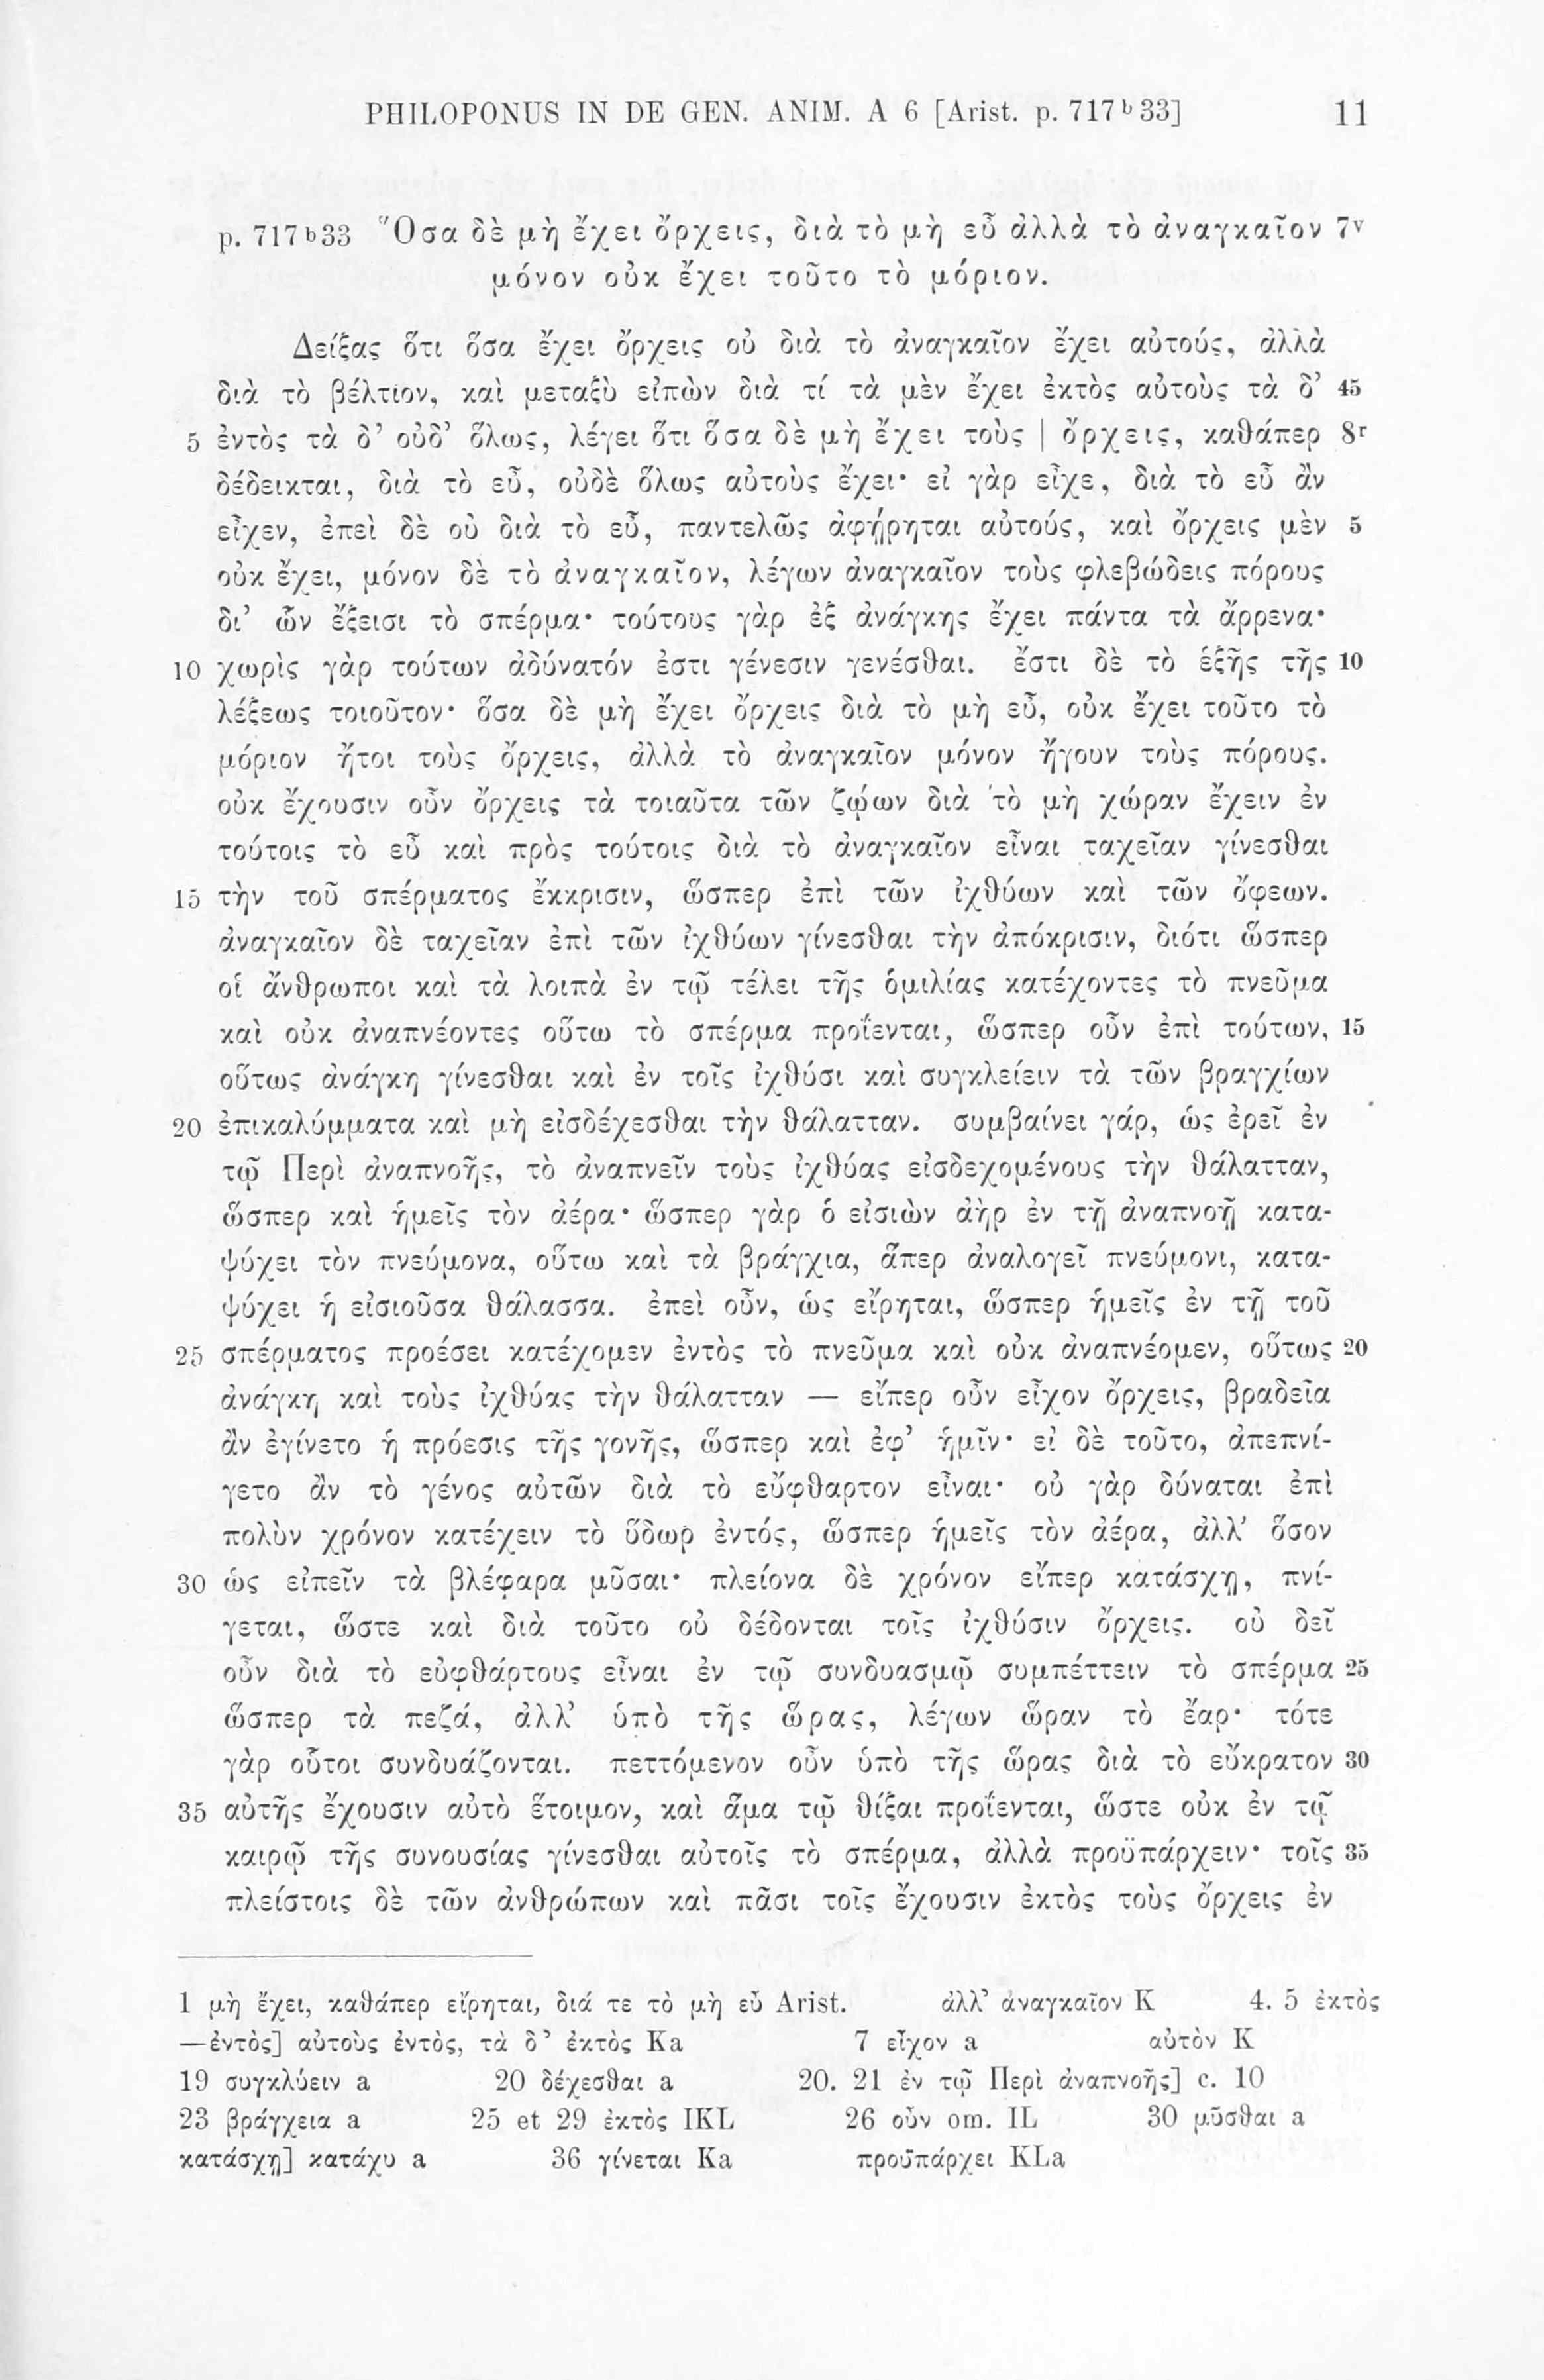 PHILOPONUS IN DE GEN. ANIM. A 6 [Arist. p. 717ᵇ33] 11
p. 717ᵇ33 Ὅσα δὲ μὴ ἔχει ὄρχεις, διὰ τὸ μὴ εὖ ἀλλὰ τὸ ἀναγκαῖον 7ᵛ
μόνον οὐκ ἔχει τοῦτο τὸ μόριον.
Δείξας ὅτι ὅσα ἔχει ὄρχεις οὐ διὰ τὸ ἀναγκαῖον ἔχει αὐτούς, ἀλλὰ
διὰ τὸ βέλτιον, καὶ μεταξὺ εἰπὼν διὰ τί τὰ μὲν ἔχει ἐκτὸς αὐτοὺς τὰ δ’ 45
5 ἐντὸς τὰ δ’ οὐδ’ ὅλως, λέγει ὅτι ὅσα δὲ μὴ ἔχει τοὺς | ὄρχεις, καθάπερ 8ʳ
δέδεικται, διὰ τὸ εὖ, οὐδὲ ὅλως αὐτοὺς ἔχει· εἰ γὰρ εἶχε, διὰ τὸ εὖ ἂν
εἶχεν, ἐπεὶ δὲ οὐ διὰ τὸ εὖ, παντελῶς ἀφῄρηται αὐτούς, καὶ ὄρχεις μὲν 5
οὐκ ἔχει, μόνον δὲ τὸ ἀναγκαῖον, λέγων ἀναγκαῖον τοὺς φλεβώδεις πόρους
δι’ ὧν ἔξεισι τὸ σπέρμα· τούτους γὰρ ἐξ ἀνάγκης ἔχει πάντα τὰ ἄρρενα·
10 χωρὶς γὰρ τούτων ἀδύνατόν ἐστι γένεσιν γενέσθαι. ἔστι δὲ τὸ ἑξῆς τῆς 10
λέξεως τοιοῦτον· ὅσα δὲ μὴ ἔχει ὄρχεις διὰ τὸ μὴ εὖ, οὐκ ἔχει τοῦτο τὸ
μόριον ἤτοι τοὺς ὄρχεις, ἀλλὰ τὸ ἀναγκαῖον μόνον ἤγουν τοὺς πόρους.
οὐκ ἔχουσιν οὖν ὄρχεις τὰ τοιαῦτα τῶν ζῴων διὰ τὸ μὴ χώραν ἔχειν ἐν
τούτοις τὸ εὖ καὶ πρὸς τούτοις διὰ τὸ ἀναγκαῖον εἶναι ταχεῖαν γίνεσθαι
15 τὴν τοῦ σπέρματος ἔκκρισιν, ὥσπερ ἐπὶ τῶν ἰχθύων καὶ τῶν ὄφεων.
ἀναγκαῖον δὲ ταχεῖαν ἐπὶ τῶν ἰχθύων γίνεσθαι τὴν ἀπόκρισιν, διότι ὥσπερ
οἱ ἄνθρωποι καὶ τὰ λοιπὰ ἐν τῷ τέλει τῆς ὁμιλίας κατέχοντες τὸ πνεῦμα
καὶ οὐκ ἀναπνέοντες οὕτω τὸ σπέρμα προΐενται, ὥσπερ οὖν ἐπὶ τούτων, 15
οὕτως ἀνάγκη γίνεσθαι καὶ ἐν τοῖς ἰχθύσι καὶ συγκλείειν τὰ τῶν βραγχίων
20 ἐπικαλύμματα καὶ μὴ εἰσδέχεσθαι τὴν θάλατταν. συμβαίνει γάρ, ὡς ἐρεῖ ἐν
τῷ Περὶ ἀναπνοῆς, τὸ ἀναπνεῖν τοὺς ἰχθύας εἰσδεχομένους τὴν θάλατταν,
ὥσπερ καὶ ἡμεῖς τὸν ἀέρα· ὥσπερ γὰρ ὁ εἰσιὼν ἀὴρ ἐν τῇ ἀναπνοῇ κατα-
ψύχει τὸν πνεύμονα, οὕτω καὶ τὰ βράγχια, ἅπερ ἀναλογεῖ πνεύμονι, κατα-
ψύχει ἡ εἰσιοῦσα θάλασσα. ἐπεὶ οὖν, ὡς εἴρηται, ὥσπερ ἡμεῖς ἐν τῇ τοῦ
25 σπέρματος προέσει κατέχομεν ἐντὸς τὸ πνεῦμα καὶ οὐκ ἀναπνέομεν, οὕτως 20
ἀνάγκη καὶ τοὺς ἰχθύας τὴν θάλατταν — εἴπερ οὖν εἶχον ὄρχεις, βραδεῖα
ἂν ἐγίνετο ἡ πρόεσις τῆς γονῆς, ὥσπερ καὶ ἐφ’ ἡμῖν· εἰ δὲ τοῦτο, ἀπεπνί-
γετο ἂν τὸ γένος αὐτῶν διὰ τὸ εὔφθαρτον εἶναι· οὐ γὰρ δύναται ἐπὶ
πολὺν χρόνον κατέχειν τὸ ὕδωρ ἐντός, ὥσπερ ἡμεῖς τὸν ἀέρα, ἀλλ’ ὅσον
30 ὡς εἰπεῖν τὰ βλέφαρα μῦσαι· πλείονα δὲ χρόνον εἴπερ κατάσχῃ, πνί-
γεται, ὥστε καὶ διὰ τοῦτο οὐ δέδονται τοῖς ἰχθύσιν ὄρχεις. οὐ δεῖ
οὖν διὰ τὸ εὐφθάρτους εἶναι ἐν τῷ συνδυασμῷ συμπέττειν τὸ σπέρμα 25
ὥσπερ τὰ πεζά, ἀλλ’ ὑπὸ τῆς ὥρας, λέγων ὥραν τὸ ἔαρ· τότε
γὰρ οὗτοι συνδυάζονται. πεττόμενον οὖν ὑπὸ τῆς ὥρας διὰ τὸ εὔκρατον 30
35 αὐτῆς ἔχουσιν αὐτὸ ἕτοιμον, καὶ ἅμα τῷ θίξαι προΐενται, ὥστε οὐκ ἐν τῷ
καιρῷ τῆς συνουσίας γίνεσθαι αὐτοῖς τὸ σπέρμα, ἀλλὰ προϋπάρχειν· τοῖς 35
πλείστοις δὲ τῶν ἀνθρώπων καὶ πᾶσι τοῖς ἔχουσιν ἐκτὸς τοὺς ὄρχεις ἐν
1 μὴ ἔχει, καθάπερ εἴρηται, διά τε τὸ μὴ εὖ Arist. ἀλλ’ ἀναγκαῖον K 4. 5 ἐκτὸς
—ἐντὸς] αὐτοὺς ἐντὸς, τὰ δ’ ἐκτὸς Ka 7 εἶχον a αὐτὸν K
19 συγκλύειν a 20 δέχεσθαι a 20. 21 ἐν τῷ Περὶ ἀναπνοῆς] c. 10
23 βράγχεια a 25 et 29 ἐκτὸς IKL 26 οὖν om. IL 30 μῦσθαι a
κατάσχῃ] κατάχυ a 36 γίνεται Ka προϋπάρχει KLa